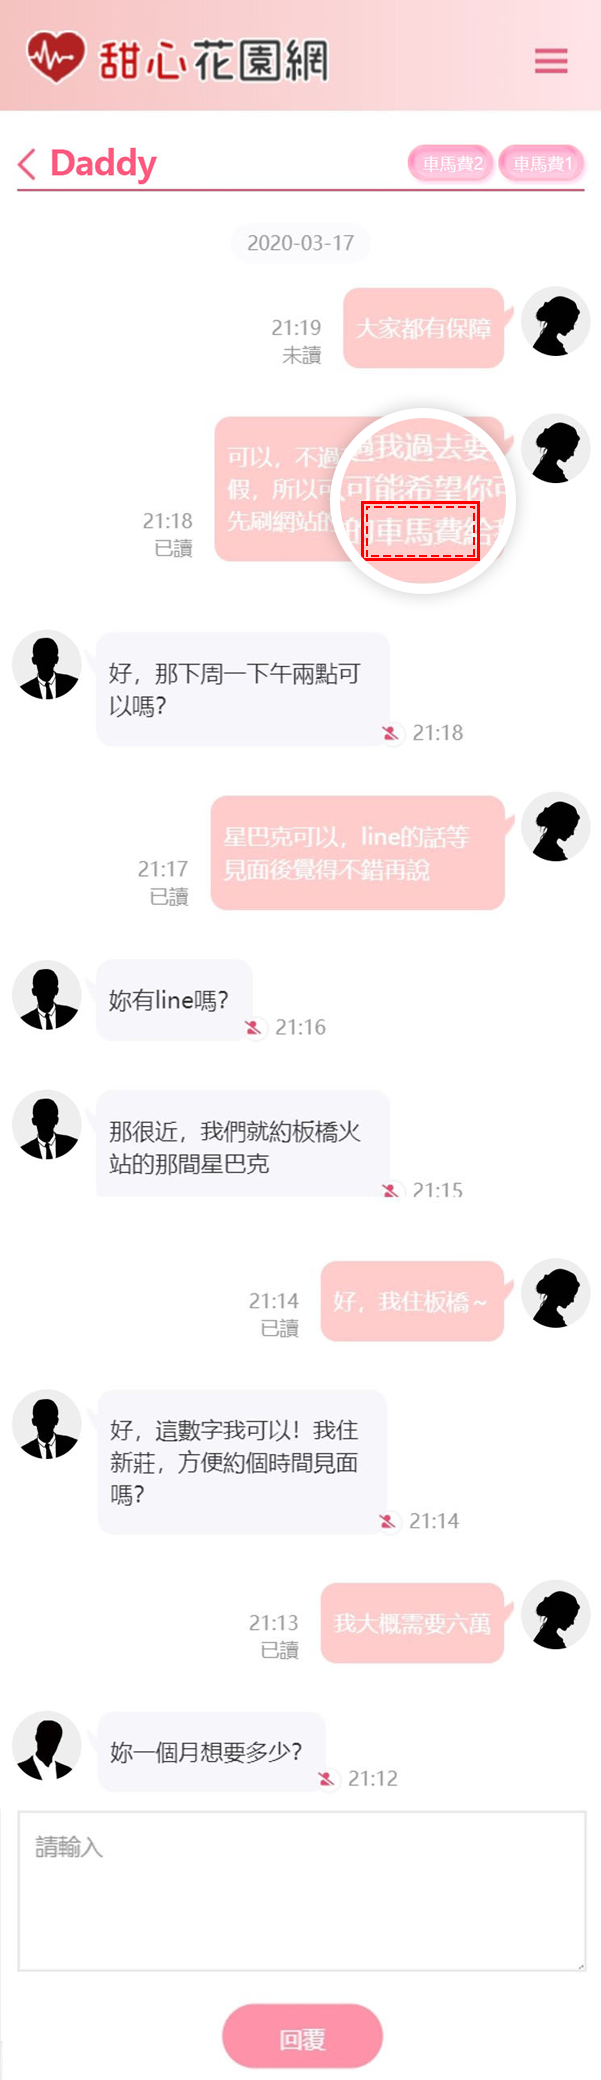 甜心花園網
Daddy
車馬費2
車馬費1
2020-03-17
大家都有保障
21:19
未讀
可以，不過
假，所以可
先刷網站的
過我過去要
可能希望你可
的車馬費給我
21:18
已讀
好，那下周一下午兩點可
以嗎？
21:18
星巴克可以，line的話等
見面後覺得不錯再說
21:17
已讀
妳有line嗎？
21:16
那很近，我們就約板橋火
站的那間星巴克
21:15
好，我住板橋～
21:14
已讀
好，這數字我可以！我住
新莊，方便約個時間見面
嗎？
21:14
我大概需要六萬
21:13
已讀
妳一個月想要多少？
21:12
請輸入
回覆